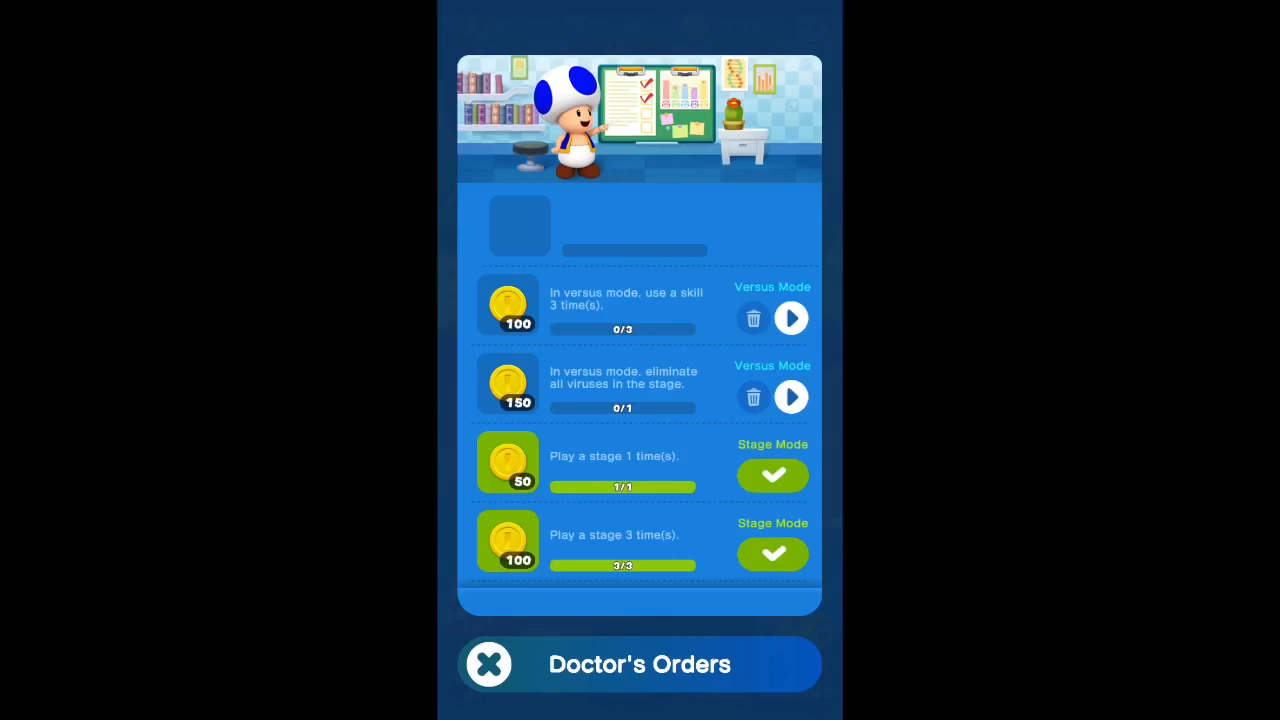 In versus mode, use a skill
3 time(s).
100
0/3
Versus Mode
In versus mode, eliminate
all viruses in the stage.
150
0/1
Versus Mode
Play a stage 1 time(s).
50
1/1
Stage Mode
Play a stage 3 time(s).
100
3/3
Stage Mode
Doctor's Orders